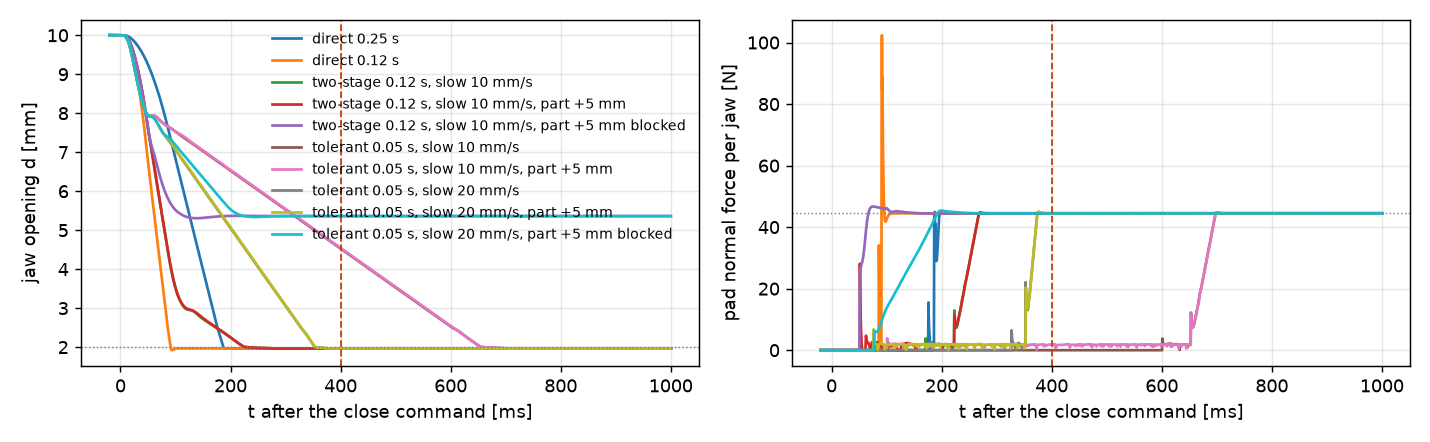 jaw opening d [mm]
10
9
8
7
6
5
4
3
2
direct 0.25 s
direct 0.12 s
two-stage 0.12 s, slow 10 mm/s
two-stage 0.12 s, slow 10 mm/s, part +5 mm
two-stage 0.12 s, slow 10 mm/s, part +5 mm blocked
tolerant 0.05 s, slow 10 mm/s
tolerant 0.05 s, slow 10 mm/s, part +5 mm
tolerant 0.05 s, slow 20 mm/s
tolerant 0.05 s, slow 20 mm/s, part +5 mm
tolerant 0.05 s, slow 20 mm/s, part +5 mm blocked
0 200 400 600 800 1000
t after the close command [ms]
pad normal force per jaw [N]
100
80
60
40
20
0
0 200 400 600 800 1000
t after the close command [ms]